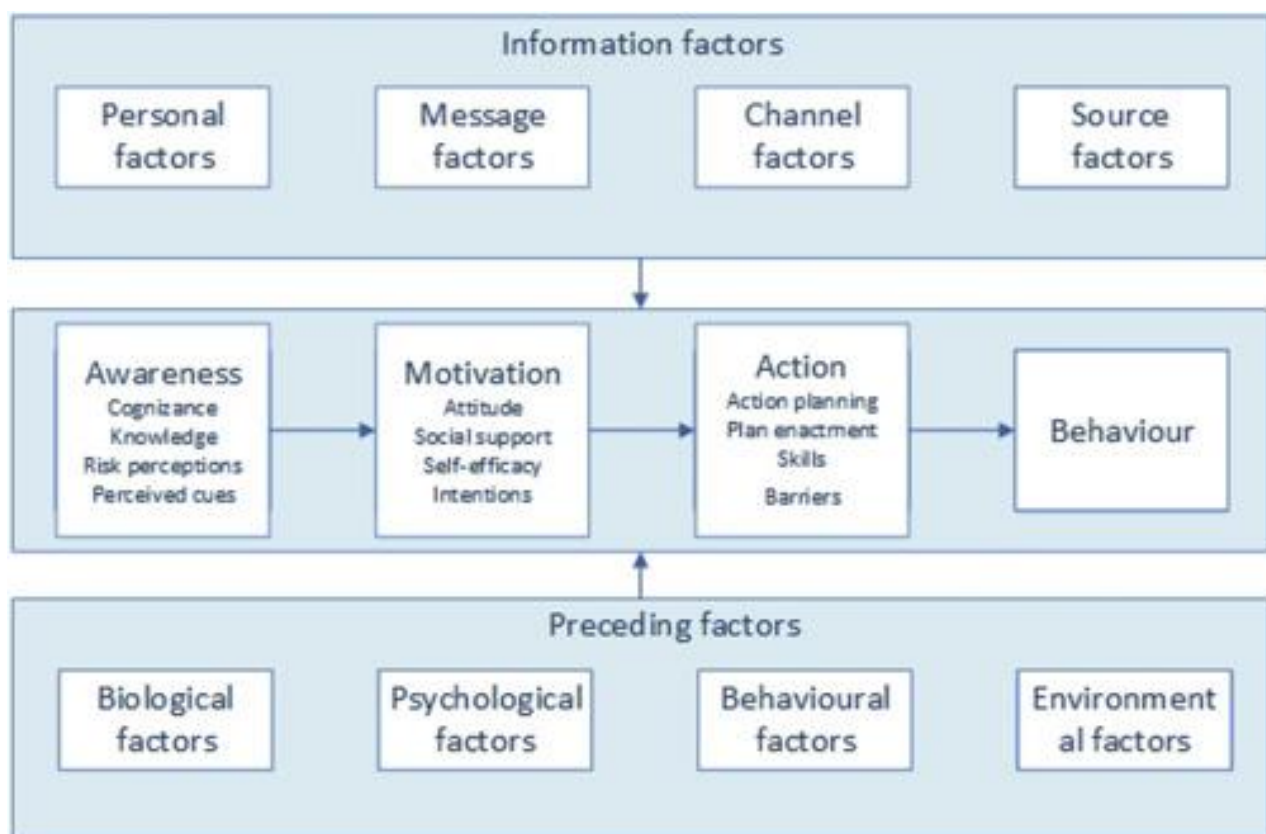 Information factors
Personal
factors
Message
factors
Channel
factors
Source
factors
Awareness
Cognizance
Knowledge
Risk perceptions
Perceived cues
Motivation
Attitude
Social support
Self-efficacy
Intentions
Action
Action planning
Plan enactment
Skills
Barriers
Behaviour
Preceding factors
Biological
factors
Psychological
factors
Behavioural
factors
Environment
al factors